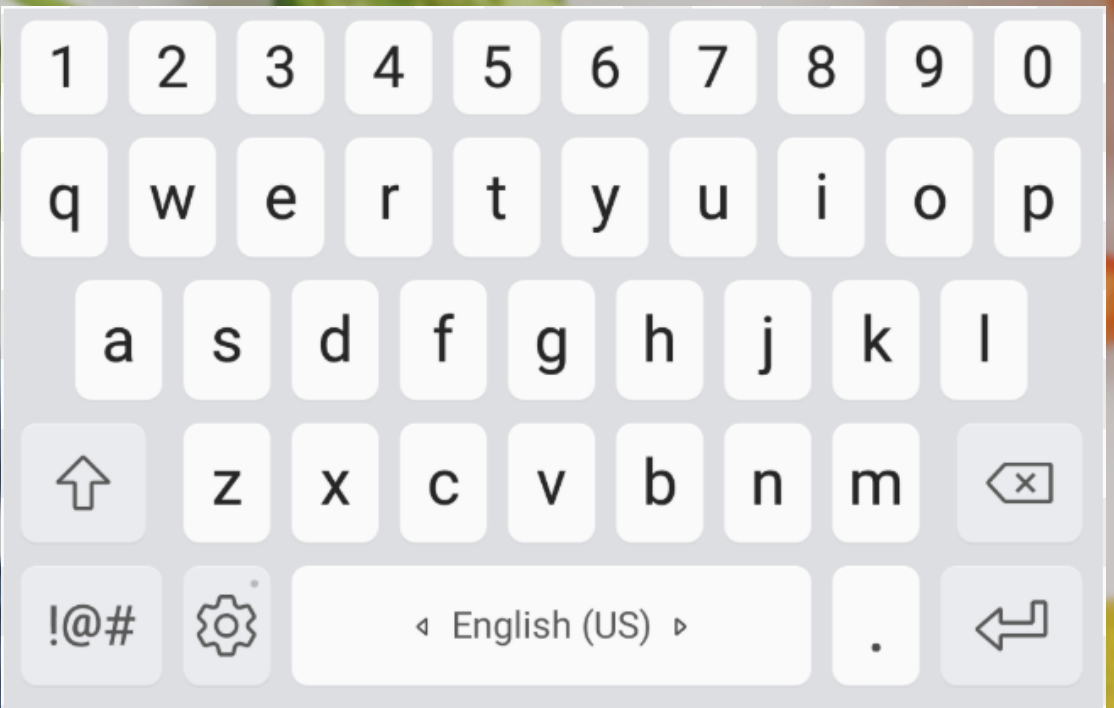 1 2 3 4 5 6 7 8 9 0
q w e r t y u i o p
a s d f g h j k l
z x c v b n m
!@# English (US) .